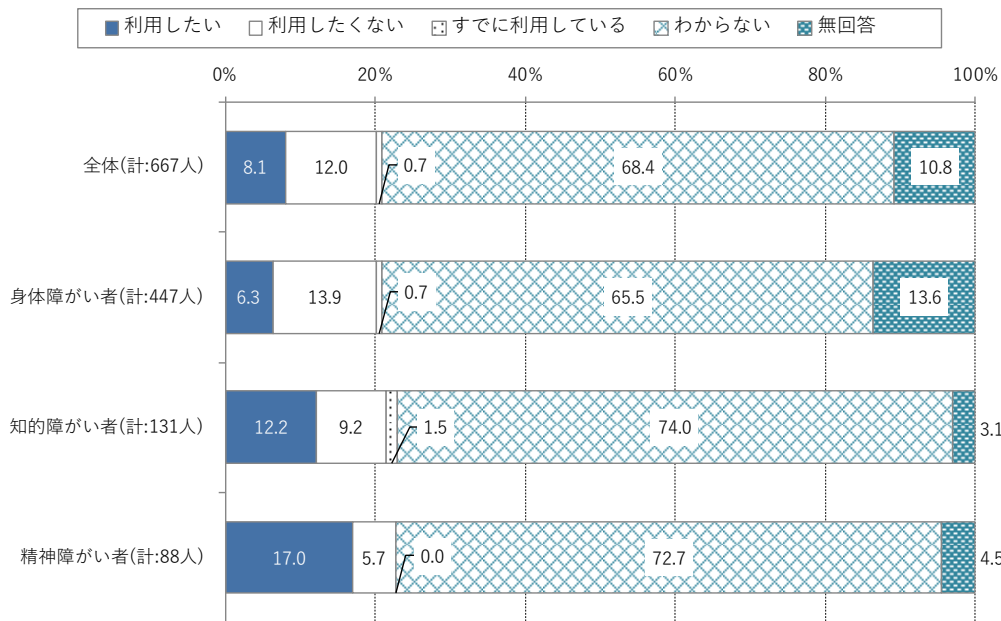 利用したい 利用したくない すでに利用している わからない 無回答
0% 20% 40% 60% 80% 100%
全体(計:667人) 8.1 12.0 0.7 68.4 10.8
身体障がい者(計:447人) 6.3 13.9 0.7 65.5 13.6
知的障がい者(計:131人) 12.2 9.2 1.5 74.0 3.1
精神障がい者(計:88人) 17.0 5.7 0.0 72.7 4.5